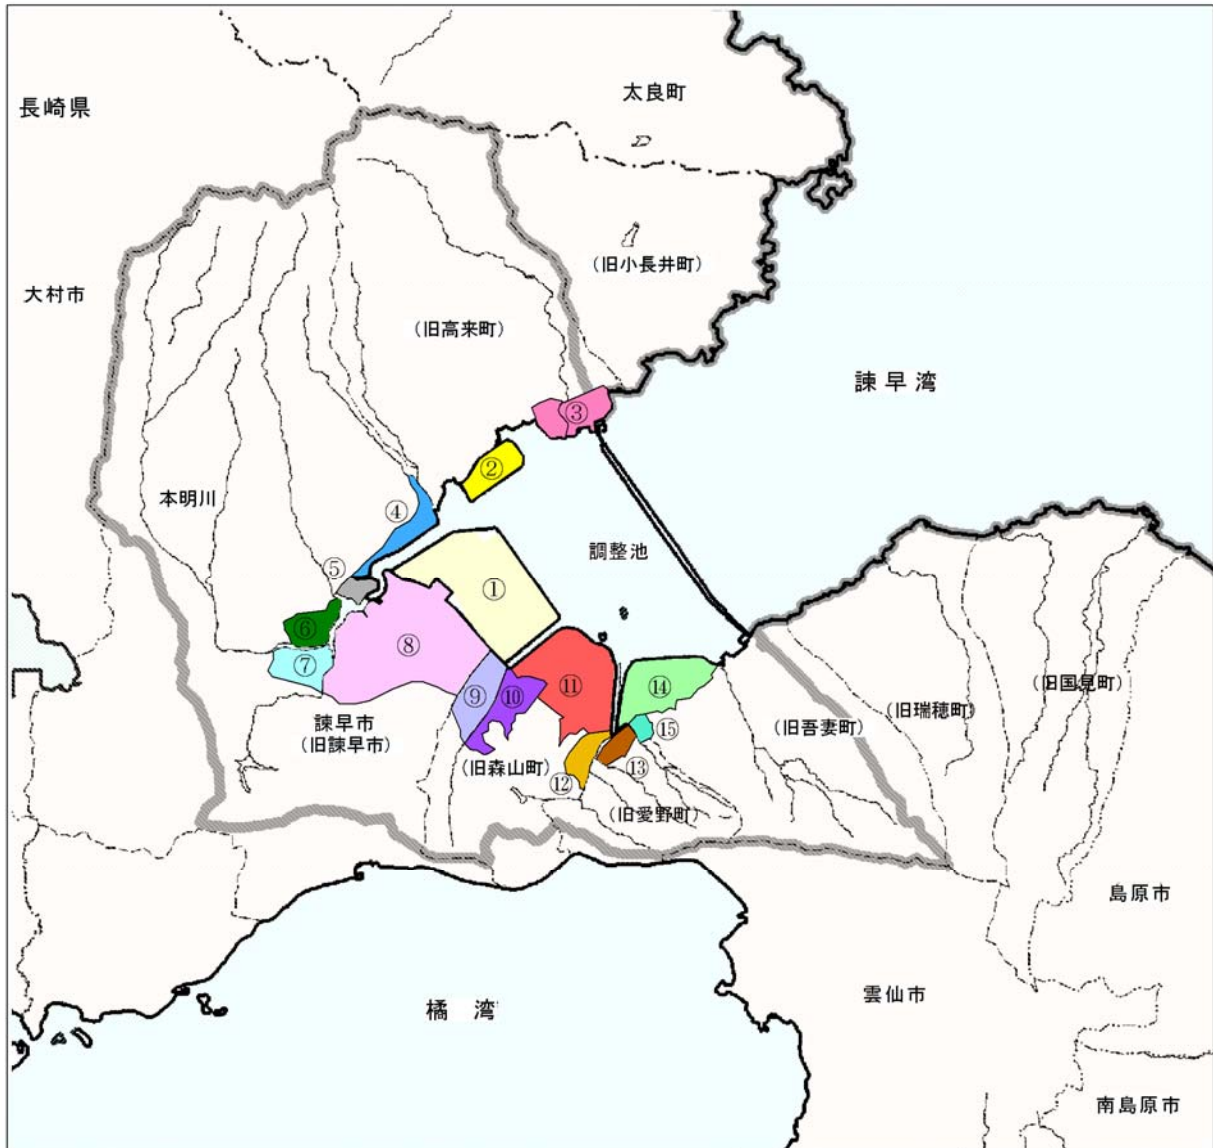 太良町
長崎県
(旧小長井町)
大村市
(旧高来町)
諫早湾
③
②
本明川
④
調整池
⑤
①
⑥
⑧
⑦
⑨
⑩
⑪
⑭
(旧国見町)
(旧瑞穂町)
諫早市
(旧諫早市)
⑮
(旧吾妻町)
(旧森山町)
⑫
⑬
(旧愛野町)
島原市
雲仙市
橘 湾
南島原市